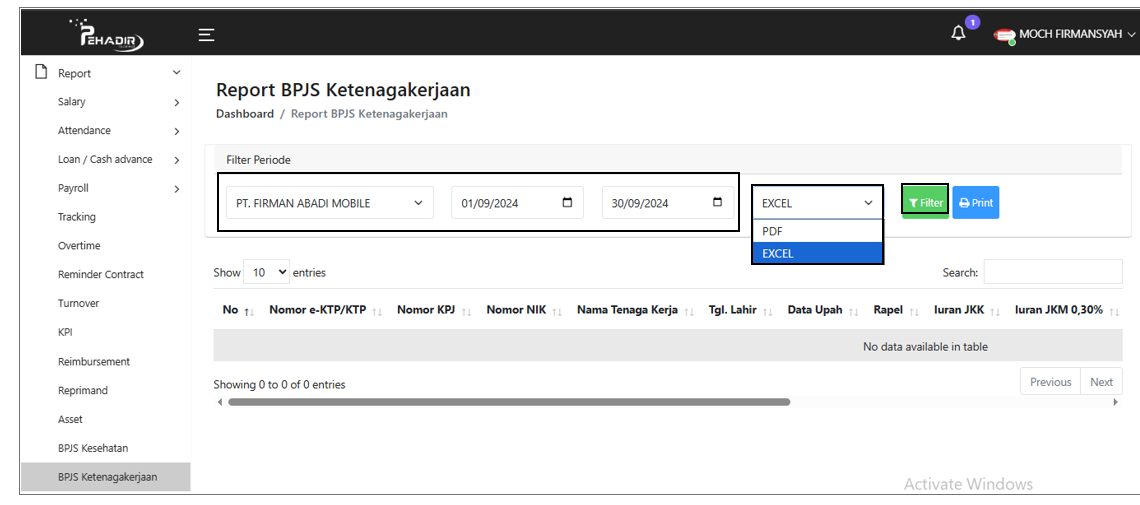 PEHADIR
1
MOCH FIRMANSYAH
Report
Salary
Attendance
Loan / Cash advance
Payroll
Tracking
Overtime
Reminder Contract
Turnover
KPI
Reimbursement
Reprimand
Asset
BPJS Kesehatan
BPJS Ketenagakerjaan
Report BPJS Ketenagakerjaan
Dashboard / Report BPJS Ketenagakerjaan
Filter Periode
PT. FIRMAN ABADI MOBILE 01/09/2024 30/09/2024 EXCEL Filter Print
PDF
EXCEL
Show 10 entries Search:
No Nomor e-KTP/KTP Nomor KPJ Nomor NIK Nama Tenaga Kerja Tgl. Lahir Data Upah Rapel Iuran JKK Iuran JKM 0,30%
No data available in table
Showing 0 to 0 of 0 entries Previous Next
Activate Windows